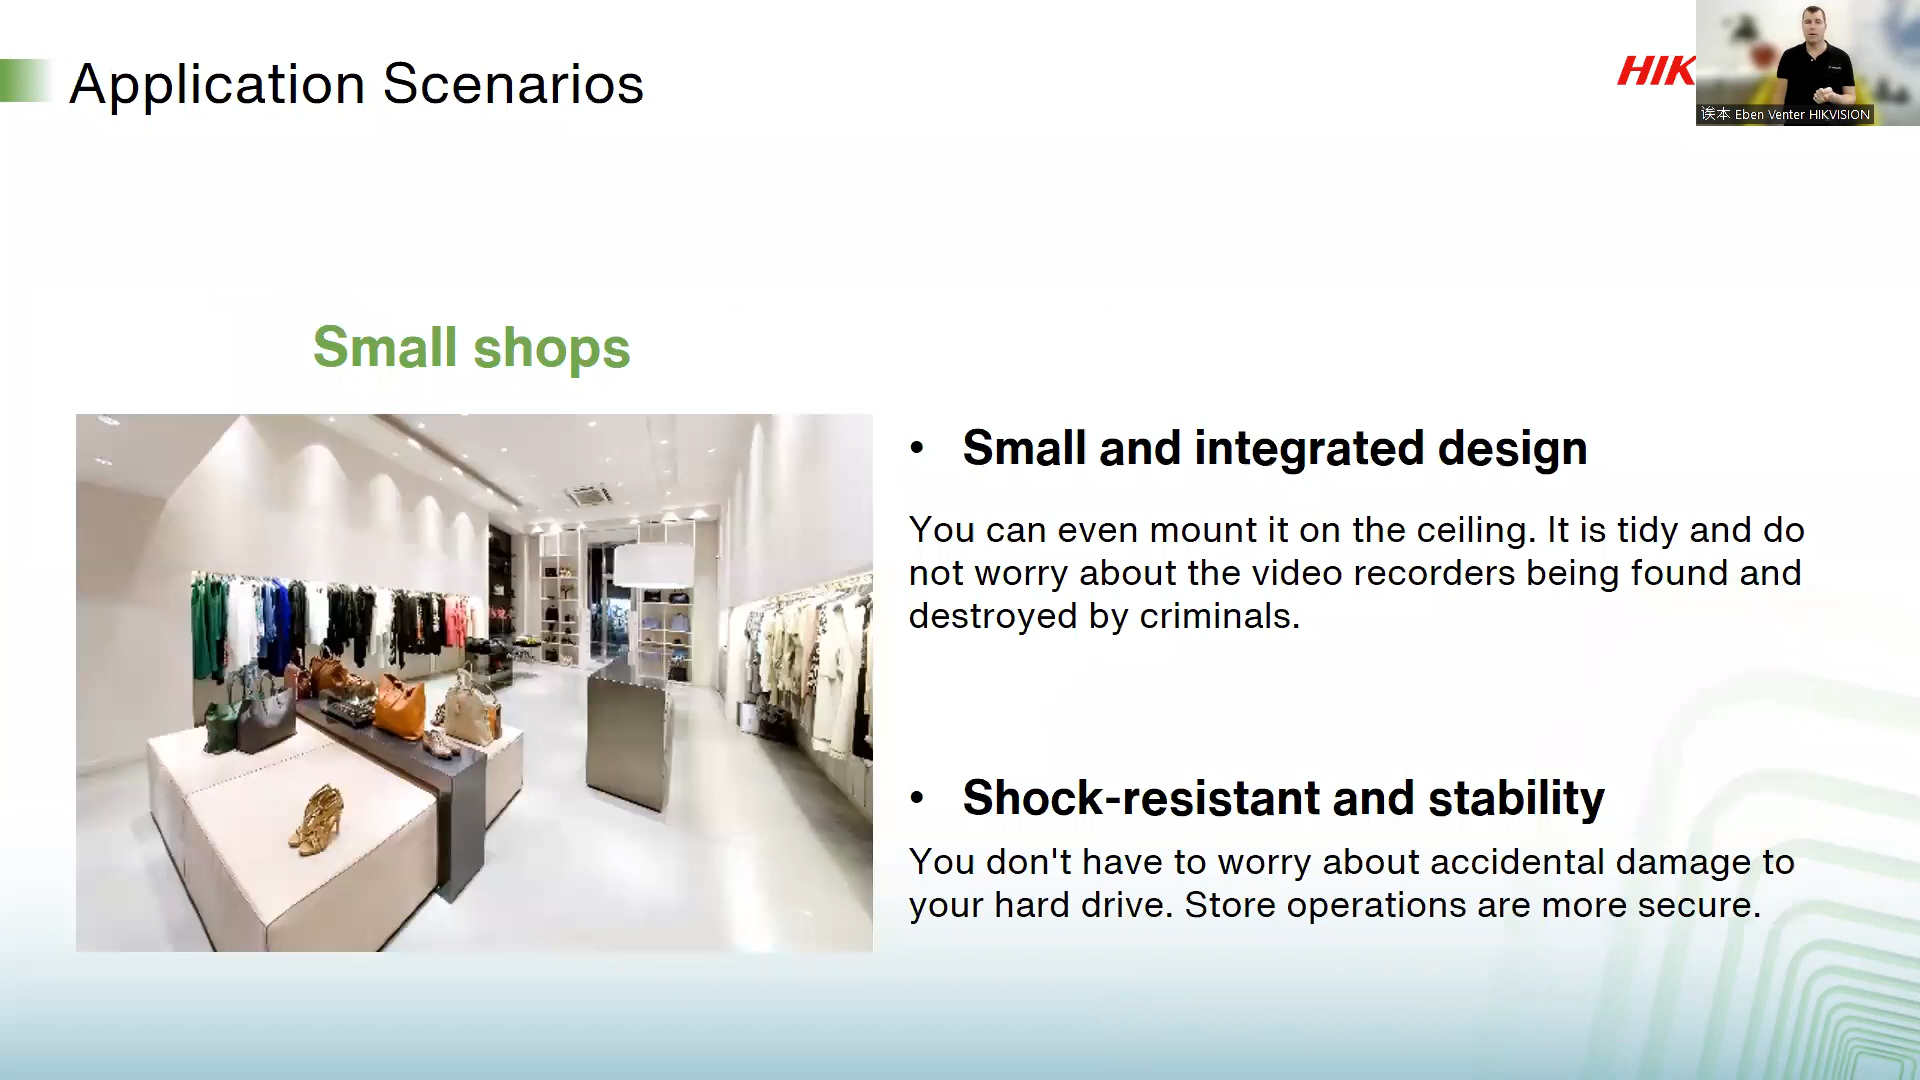 Application Scenarios
HIK
诶本 Eben Venter HIKVISION
Small shops
• Small and integrated design
You can even mount it on the ceiling. It is tidy and do
not worry about the video recorders being found and
destroyed by criminals.
• Shock-resistant and stability
You don't have to worry about accidental damage to
your hard drive. Store operations are more secure.